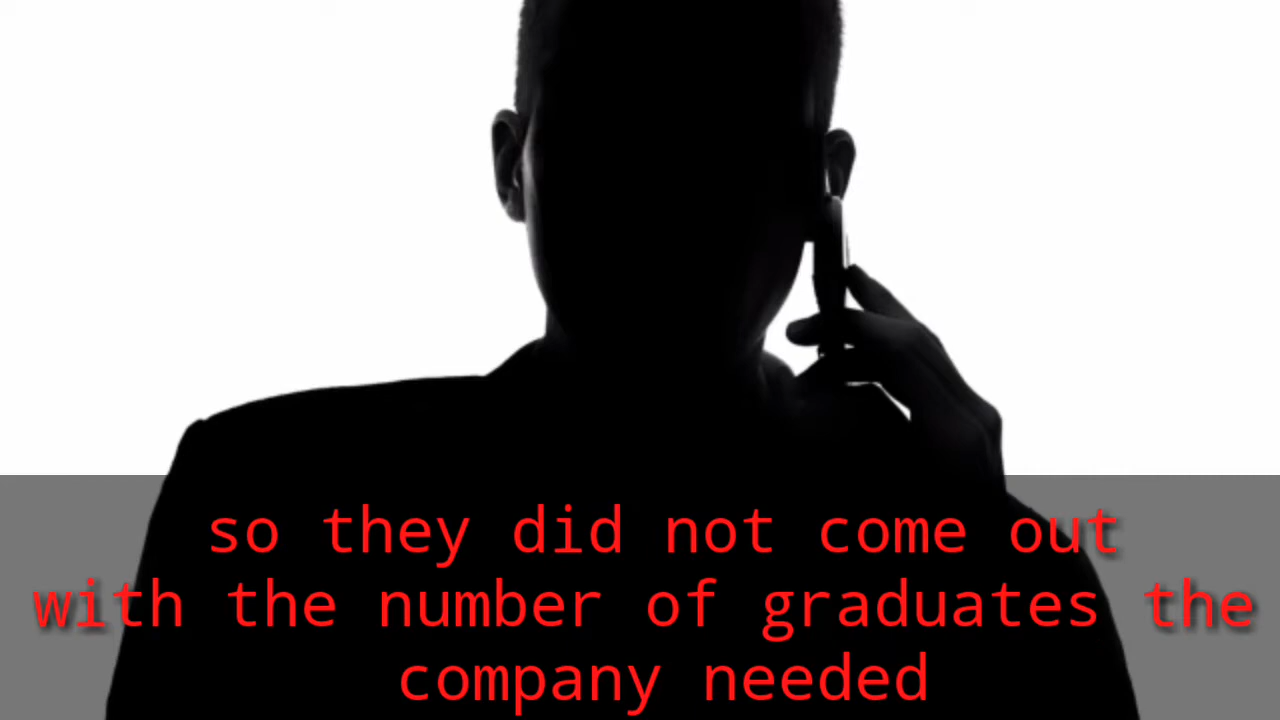 so they did not come out
with the number of graduates the
company needed